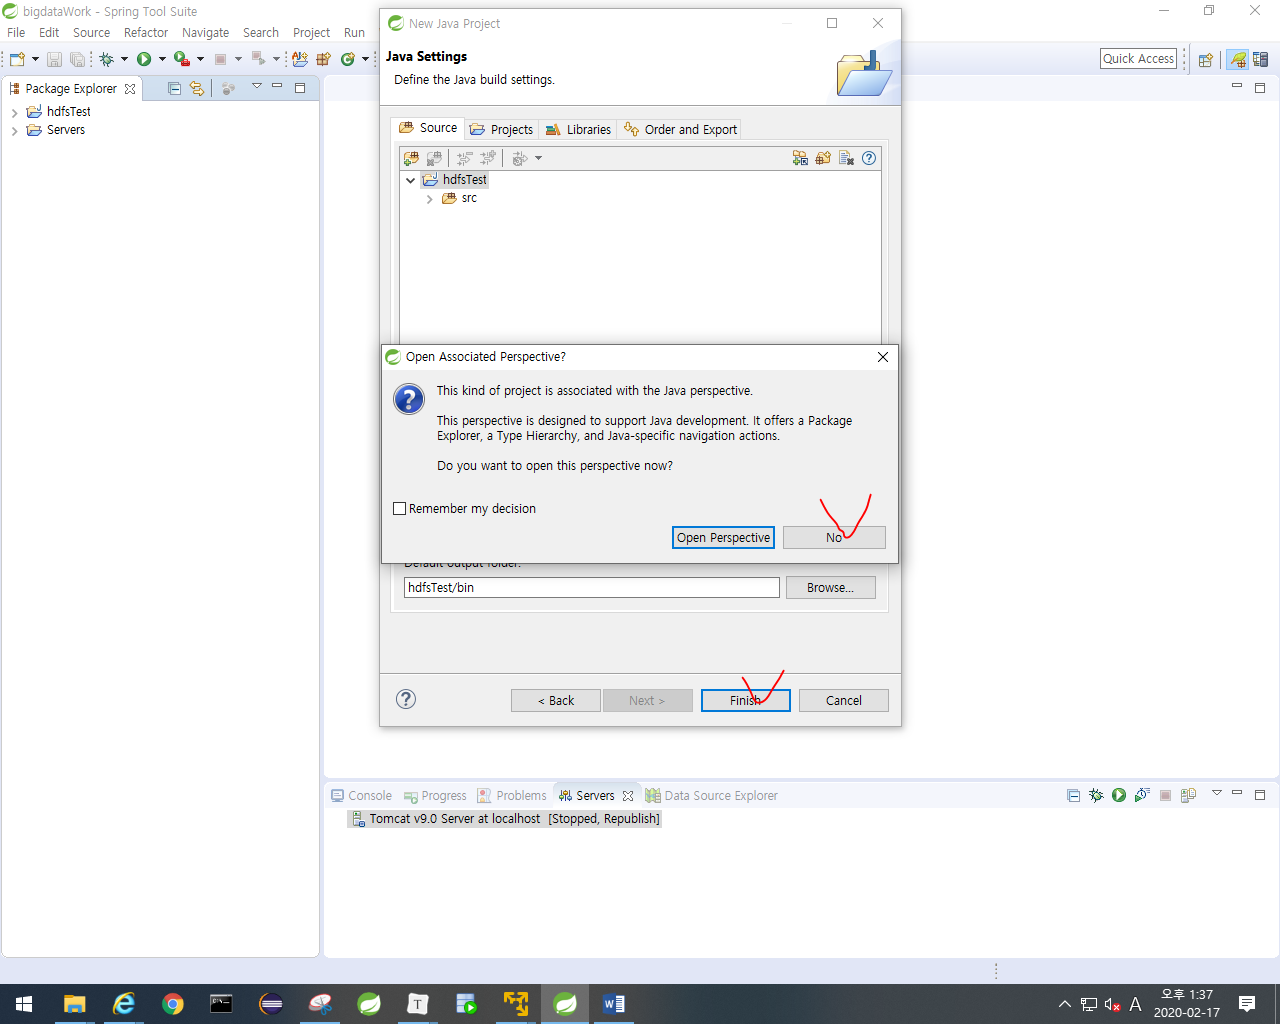 bigdataWork - Spring Tool Suite
File Edit Source Refactor Navigate Search Project Run
Quick Access
Package Explorer
hdfsTest
Servers
New Java Project
Java Settings
Define the Java build settings.
Source Projects Libraries Order and Export
hdfsTest
src
Open Associated Perspective?
This kind of project is associated with the Java perspective.
This perspective is designed to support Java development. It offers a Package
Explorer, a Type Hierarchy, and Java-specific navigation actions.
Do you want to open this perspective now?
Remember my decision
Open Perspective No
Default output folder:
hdfsTest/bin Browse...
< Back Next > Finish Cancel
Console Progress Problems Servers Data Source Explorer
Tomcat v9.0 Server at localhost [Stopped, Republish]
A 오후 1:37
2020-02-17